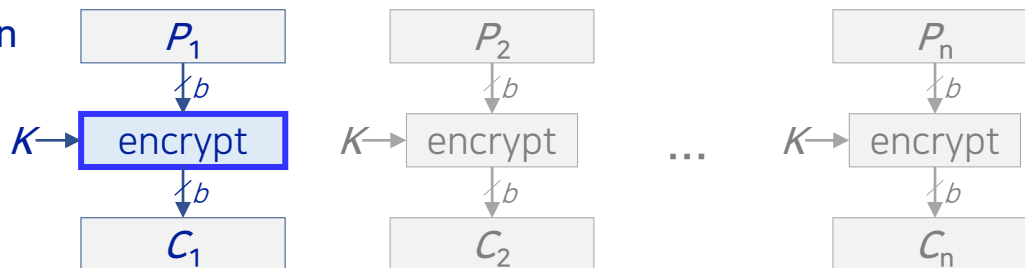 n P₁ P₂ Pₙ
b b b
K encrypt K encrypt ... K encrypt
b b b
C₁ C₂ Cₙ